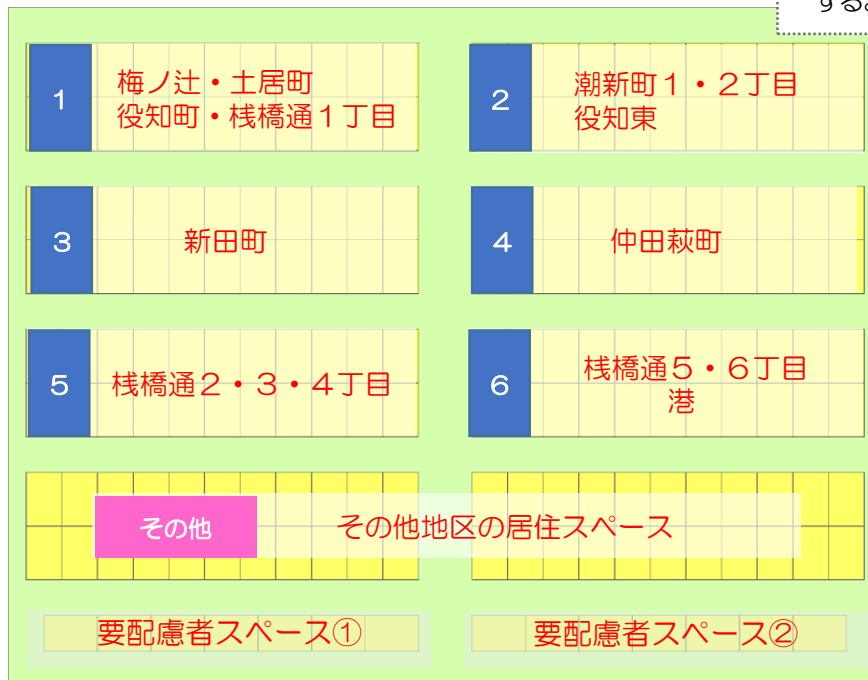 する
1
梅ノ辻・土居町
役知町・桟橋通1丁目
2
潮新町1・2丁目
役知東
3
新田町
4
仲田萩町
5
桟橋通2・3・4丁目
6
桟橋通5・6丁目
港
その他
その他地区の居住スペース
要配慮者スペース①
要配慮者スペース②